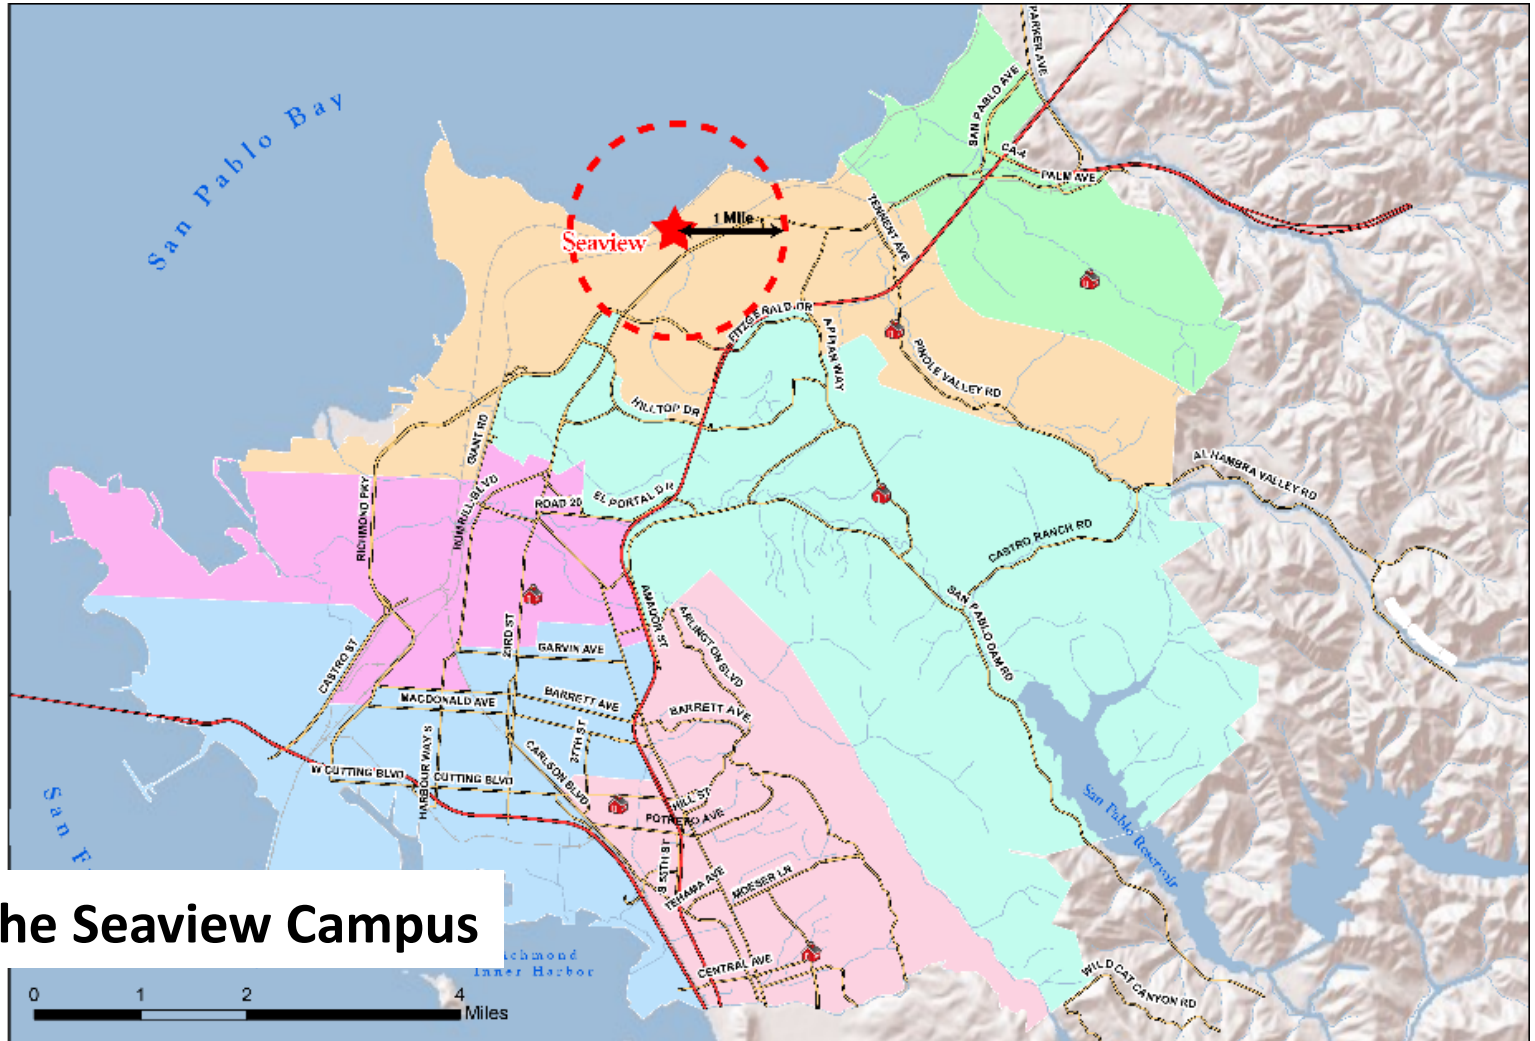 PARKER AVE
SAN PABLO AVE
San Pablo Bay
CA-4
PALM AVE
1 Mile
TENNENT AVE
Seaview
FITZGERALD DR
APPIAN WAY
PINOLE VALLEY RD
HILLTOP DR
GIANT RD
ALHAMBRA VALLEY RD
RICHMOND PKY
RUMRILL BLVD
ROAD 20
EL PORTAL DR
CASTRO RANCH RD
SAN PABLO DAM RD
AMADOR ST
ARLINGTON BLVD
23RD ST
GARVIN AVE
CASTRO ST
MACDONALD AVE
BARRETT AVE
BARRETT AVE
27TH ST
HARBOUR WAY S
CARLSON BLVD
W CUTTING BLVD
CUTTING BLVD
HILL ST
POTRERO AVE
San Pablo Reservoir
San F
S 55TH ST
TEHAMA AVE
MOESER LN
he Seaview Campus
ichmond
Inner Harbor
CENTRAL AVE
WILDCAT CANYON RD
0 1 2 4
Miles